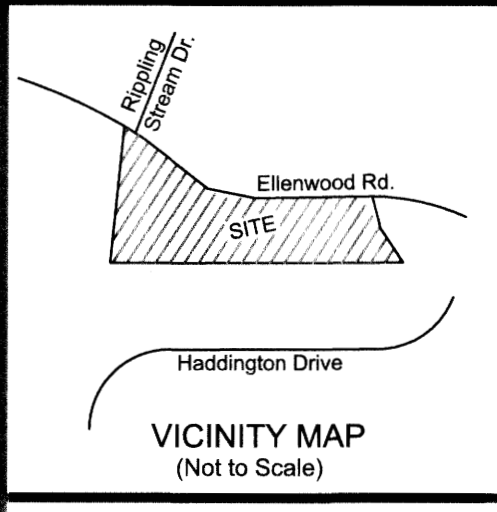 Rippling
Stream Dr.
Ellenwood Rd.
SITE
Haddington Drive
VICINITY MAP
(Not to Scale)